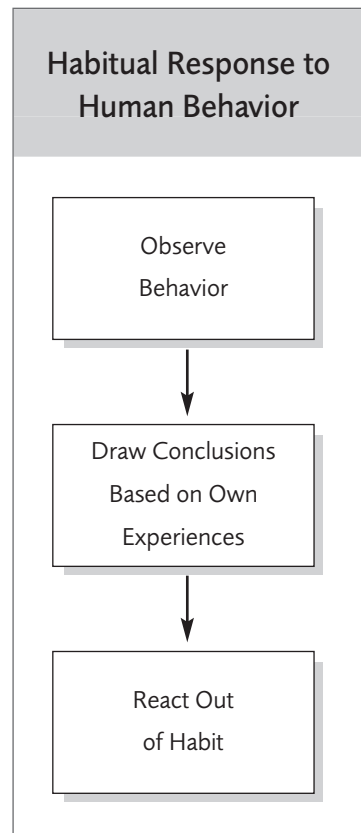 Habitual Response to
Human Behavior
Observe
Behavior
Draw Conclusions
Based on Own
Experiences
React Out
of Habit